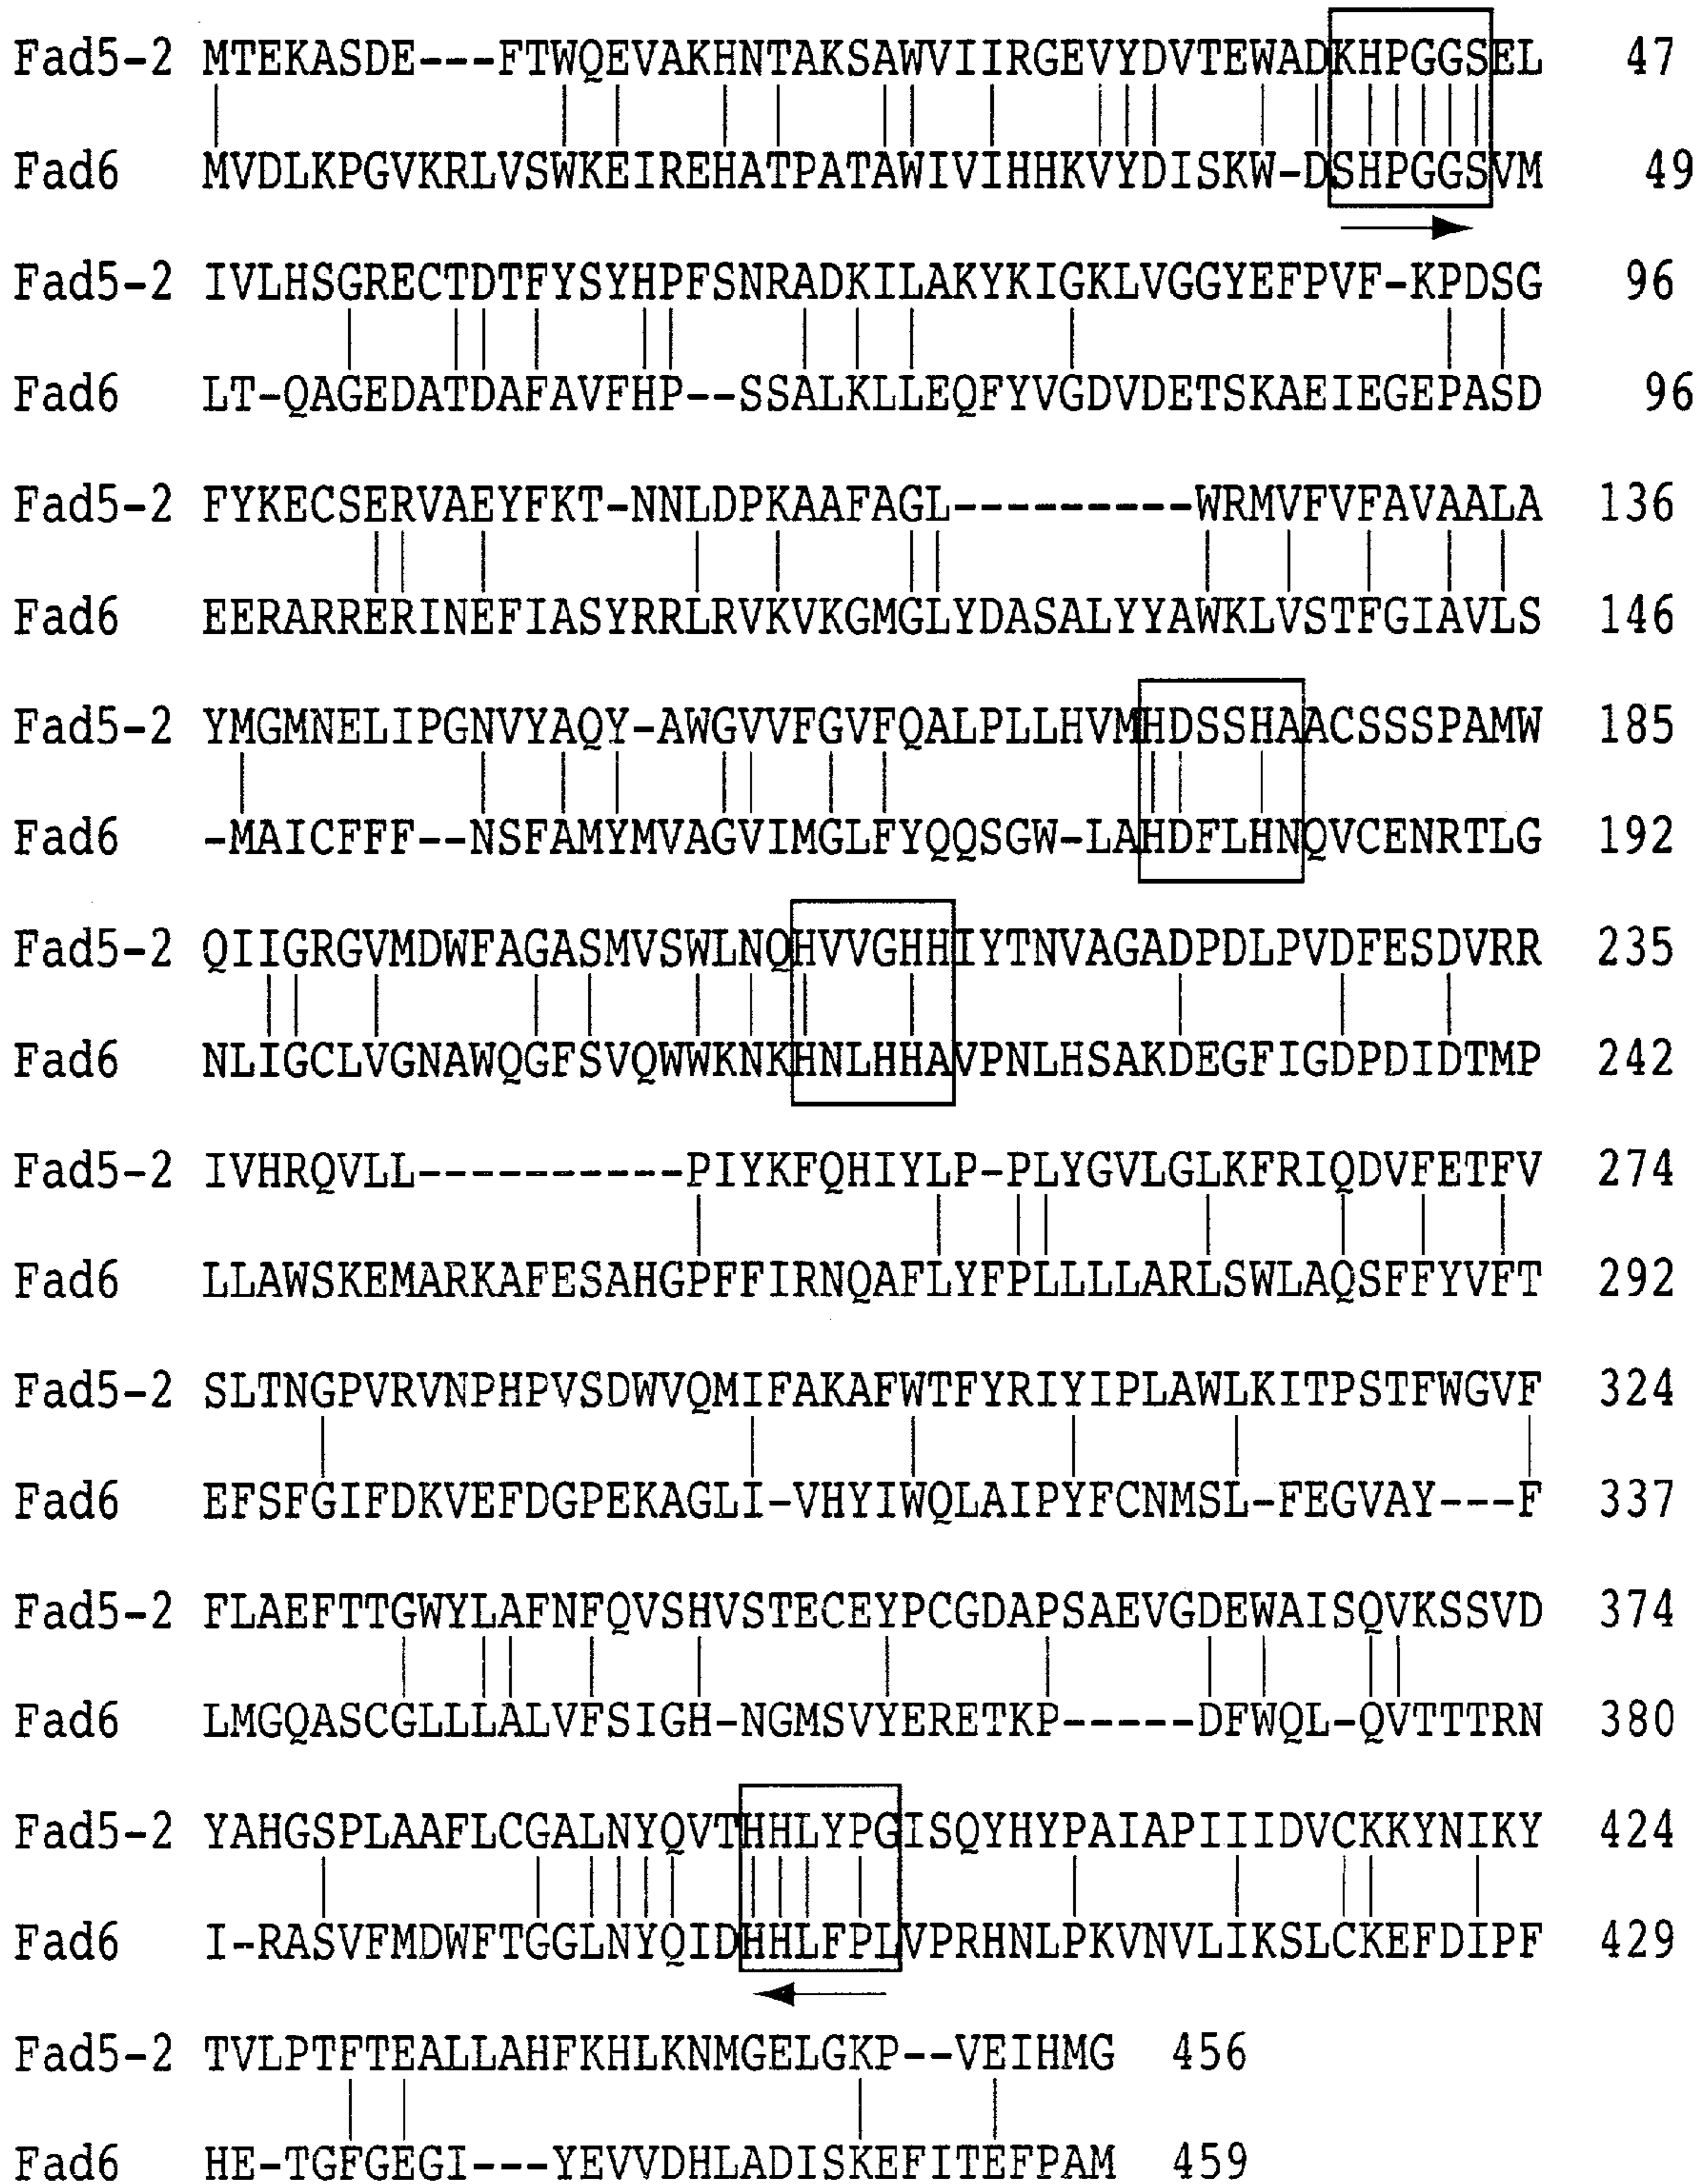 Fad5-2 MTEKASDE---FTWQEVAKHNTAKSAWVIIRGEVYDVTEWADKHPGGSEL 47
Fad6 MVDLKPGVKRLVSWKEIREHATPATAWIVIHHKVYDISKW-DSHPGGSVM 49
Fad5-2 IVLHSGRECTDTFYSYHPFSNRADKILAKYKIGKLVGGYEFPVF-KPDSG 96
Fad6 LT-QAGEDATDAFAVFHP--SSALKLLEQFYVGDVDETSKAEIEGEPASD 96
Fad5-2 FYKECSERVAEYFKT-NNLDPKAAFAGL---------WRMVFVFAVAALA 136
Fad6 EERARRERINEFIASYRRLRVKVKGMGLYDASALYYAWKLVSTFGIAVLS 146
Fad5-2 YMGMNELIPGNVYAQY-AWGVVFGVFQALPLLHVMHDSSHAACSSSPAMW 185
Fad6 -MAICFFF--NSFAMYMVAGVIMGLFYQQSGW-LAHDFLHNQVCENRTLG 192
Fad5-2 QIIGRGVMDWFAGASMVSWLNQHVVGHHIYTNVAGADPDLPVDFESDVRR 235
Fad6 NLIGCLVGNAWQGFSVQWWKNKHNLHHAVPNLHSAKDEGFIGDPDIDTMP 242
Fad5-2 IVHRQVLL----------PIYKFQHIYLP-PLYGVLGLKFRIQDVFETFV 274
Fad6 LLAWSKEMARKAFESAHGPFFIRNQAFLYFPLLLLARLSWLAQSFFYVFT 292
Fad5-2 SLTNGPVRVNPHPVSDWVQMIFAKAFWTFYRIYIPLAWLKITPSTFWGVF 324
Fad6 EFSFGIFDKVEFDGPEKAGLI-VHYIWQLAIPYFCNMSL-FEGVAY---F 337
Fad5-2 FLAEFTTGWYLAFNFQVSHVSTECEYPCGDAPSAEVGDEWAISQVKSSVD 374
Fad6 LMGQASCGLLLALVFSIGH-NGMSVYERETKP-----DFWQL-QVTTTRN 380
Fad5-2 YAHGSPLAAFLCGALNYQVTHHLYPGISQYHYPAIAPIIIDVCKKYNIKY 424
Fad6 I-RASVFMDWFTGGLNYQIDHHLFPLVPRHNLPKVNVLIKSLCKEFDIPF 429
Fad5-2 TVLPTFTEALLAHFKHLKNMGELGKP--VEIHMG 456
Fad6 HE-TGFGEGI---YEVVDHLADISKEFITEFPAM 459